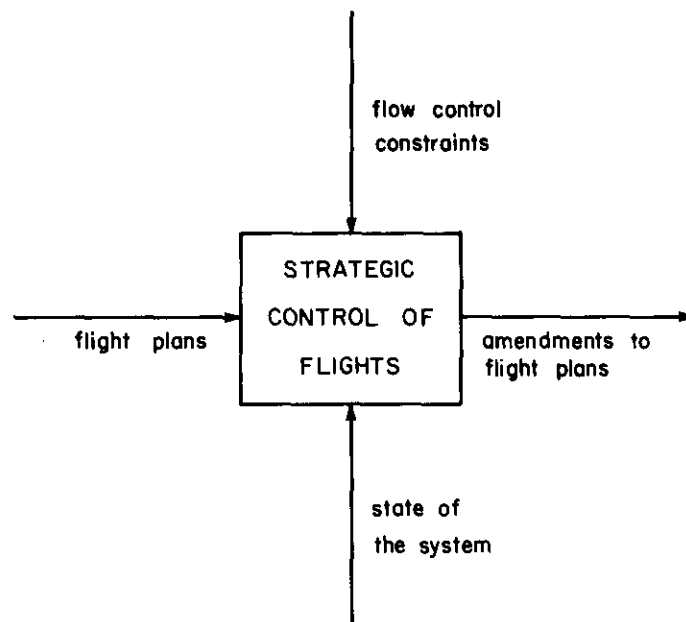 flow control
constraints
STRATEGIC
CONTROL OF
FLIGHTS
flight plans
amendments to
flight plans
state of
the system